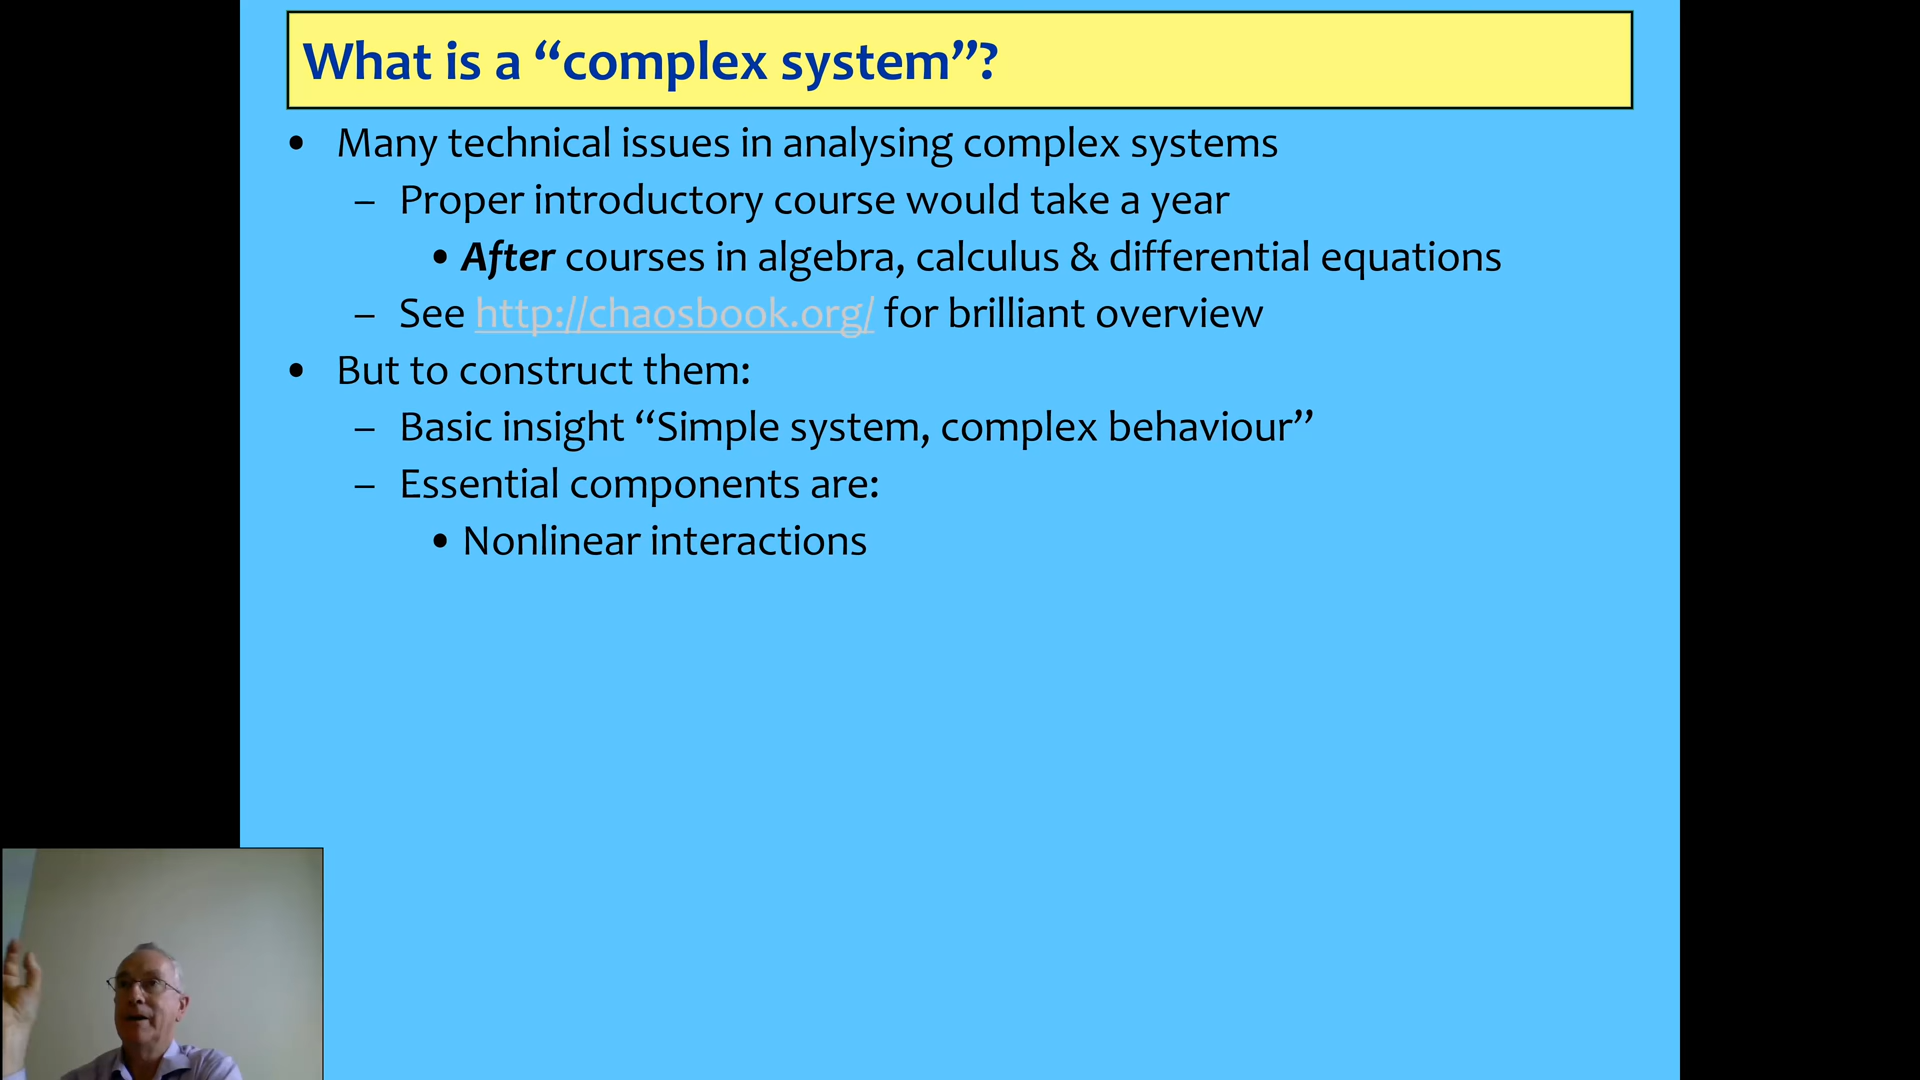 What is a “complex system”?
• Many technical issues in analysing complex systems
– Proper introductory course would take a year
• After courses in algebra, calculus & differential equations
– See http://chaosbook.org/ for brilliant overview
• But to construct them:
– Basic insight “Simple system, complex behaviour”
– Essential components are:
• Nonlinear interactions